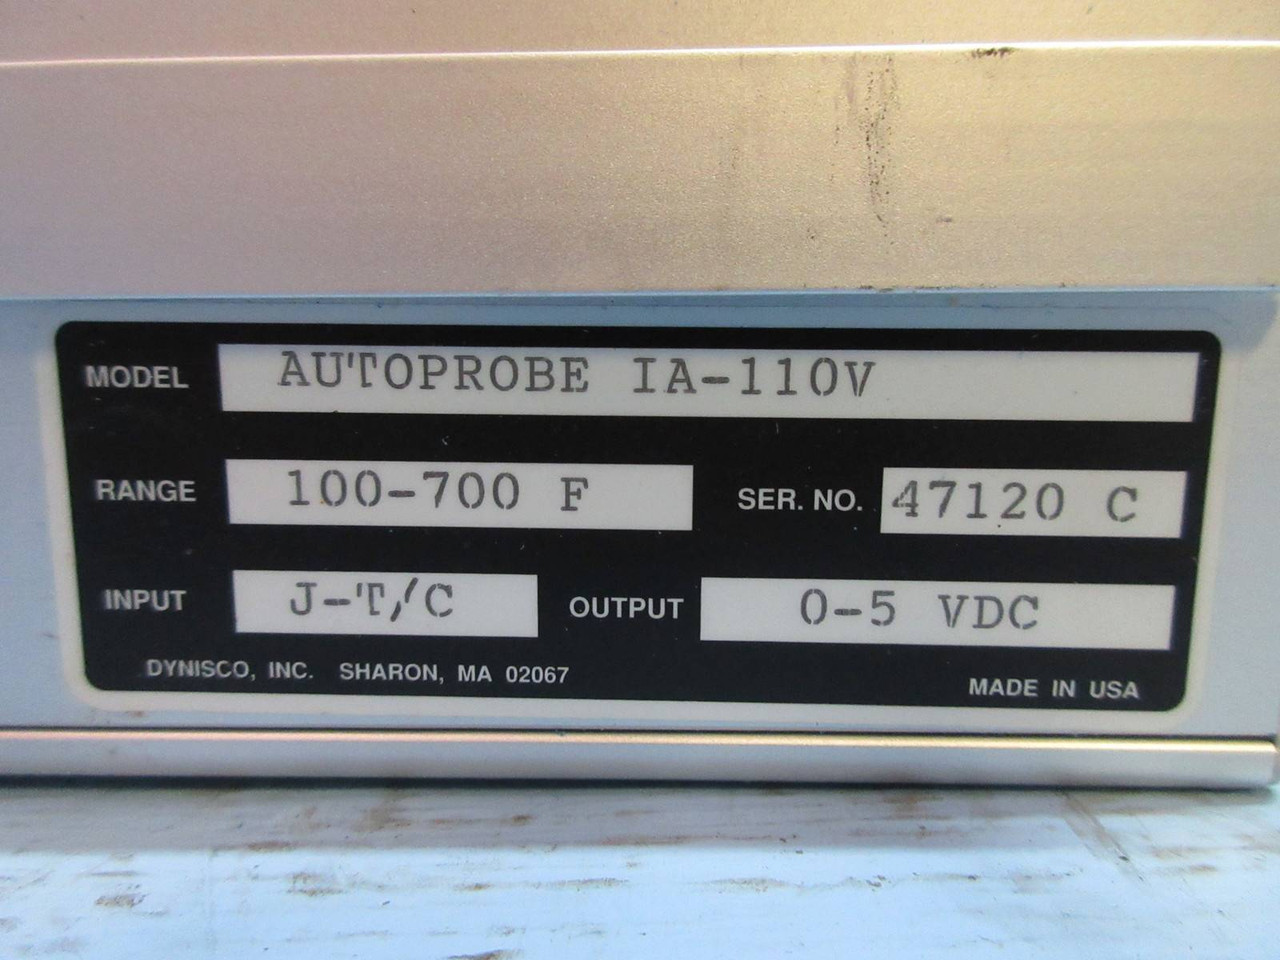 MODEL AUTOPROBE IA-110V
RANGE 100-700 F SER. NO. 47120 C
INPUT J-T/C OUTPUT 0-5 VDC
DYNISCO, INC. SHARON, MA 02067 MADE IN USA